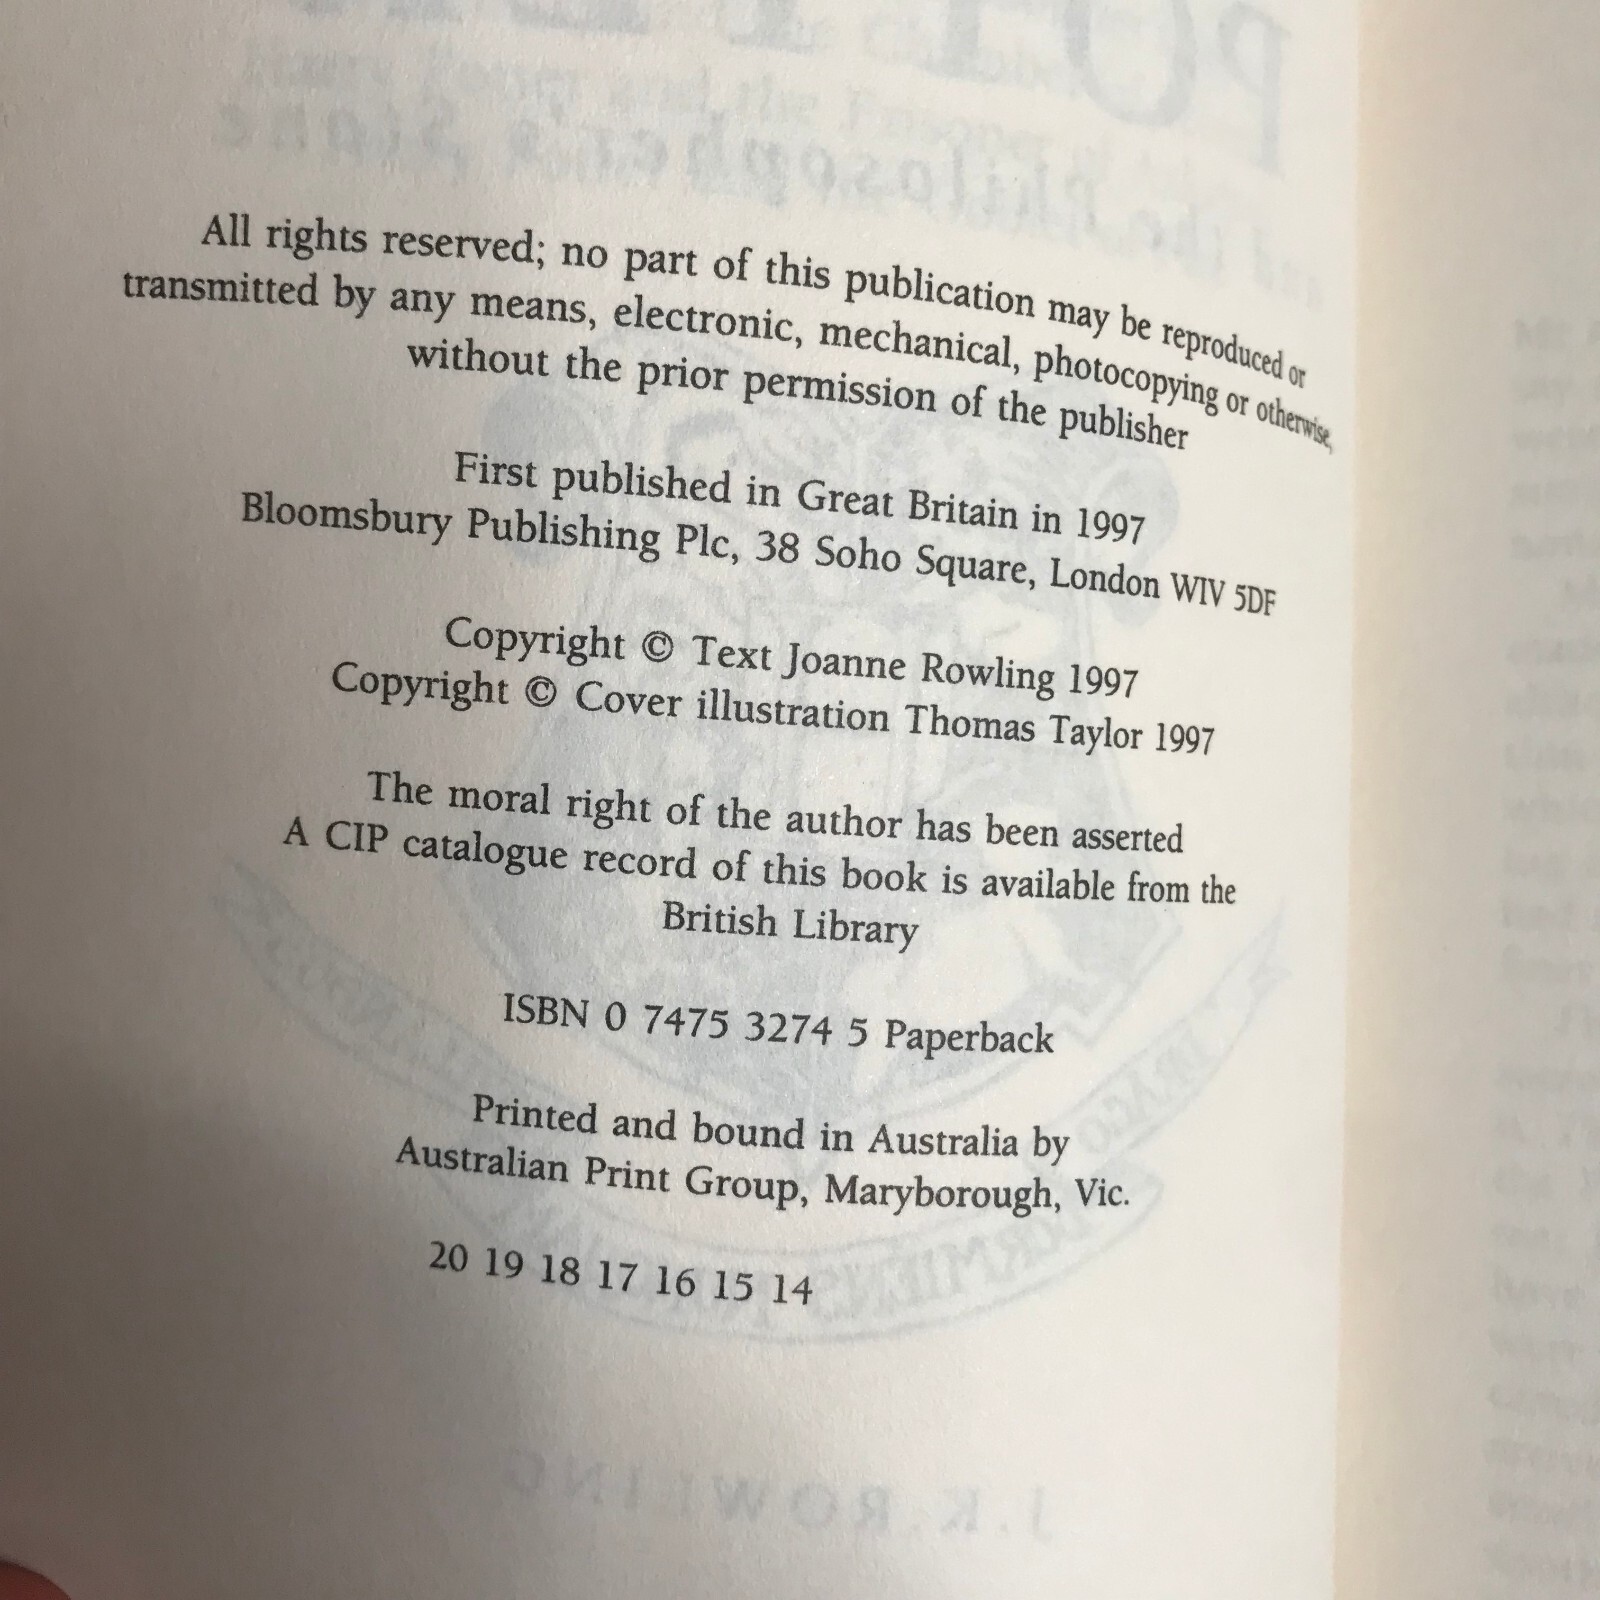 All rights reserved; no part of this publication may be reproduced or
transmitted by any means, electronic, mechanical, photocopying or otherwise,
without the prior permission of the publisher
First published in Great Britain in 1997
Bloomsbury Publishing Plc, 38 Soho Square, London W1V 5DF
Copyright © Text Joanne Rowling 1997
Copyright © Cover illustration Thomas Taylor 1997
The moral right of the author has been asserted
A CIP catalogue record of this book is available from the
British Library
ISBN 0 7475 3274 5 Paperback
Printed and bound in Australia by
Australian Print Group, Maryborough, Vic.
20 19 18 17 16 15 14
J. K. ROWLING